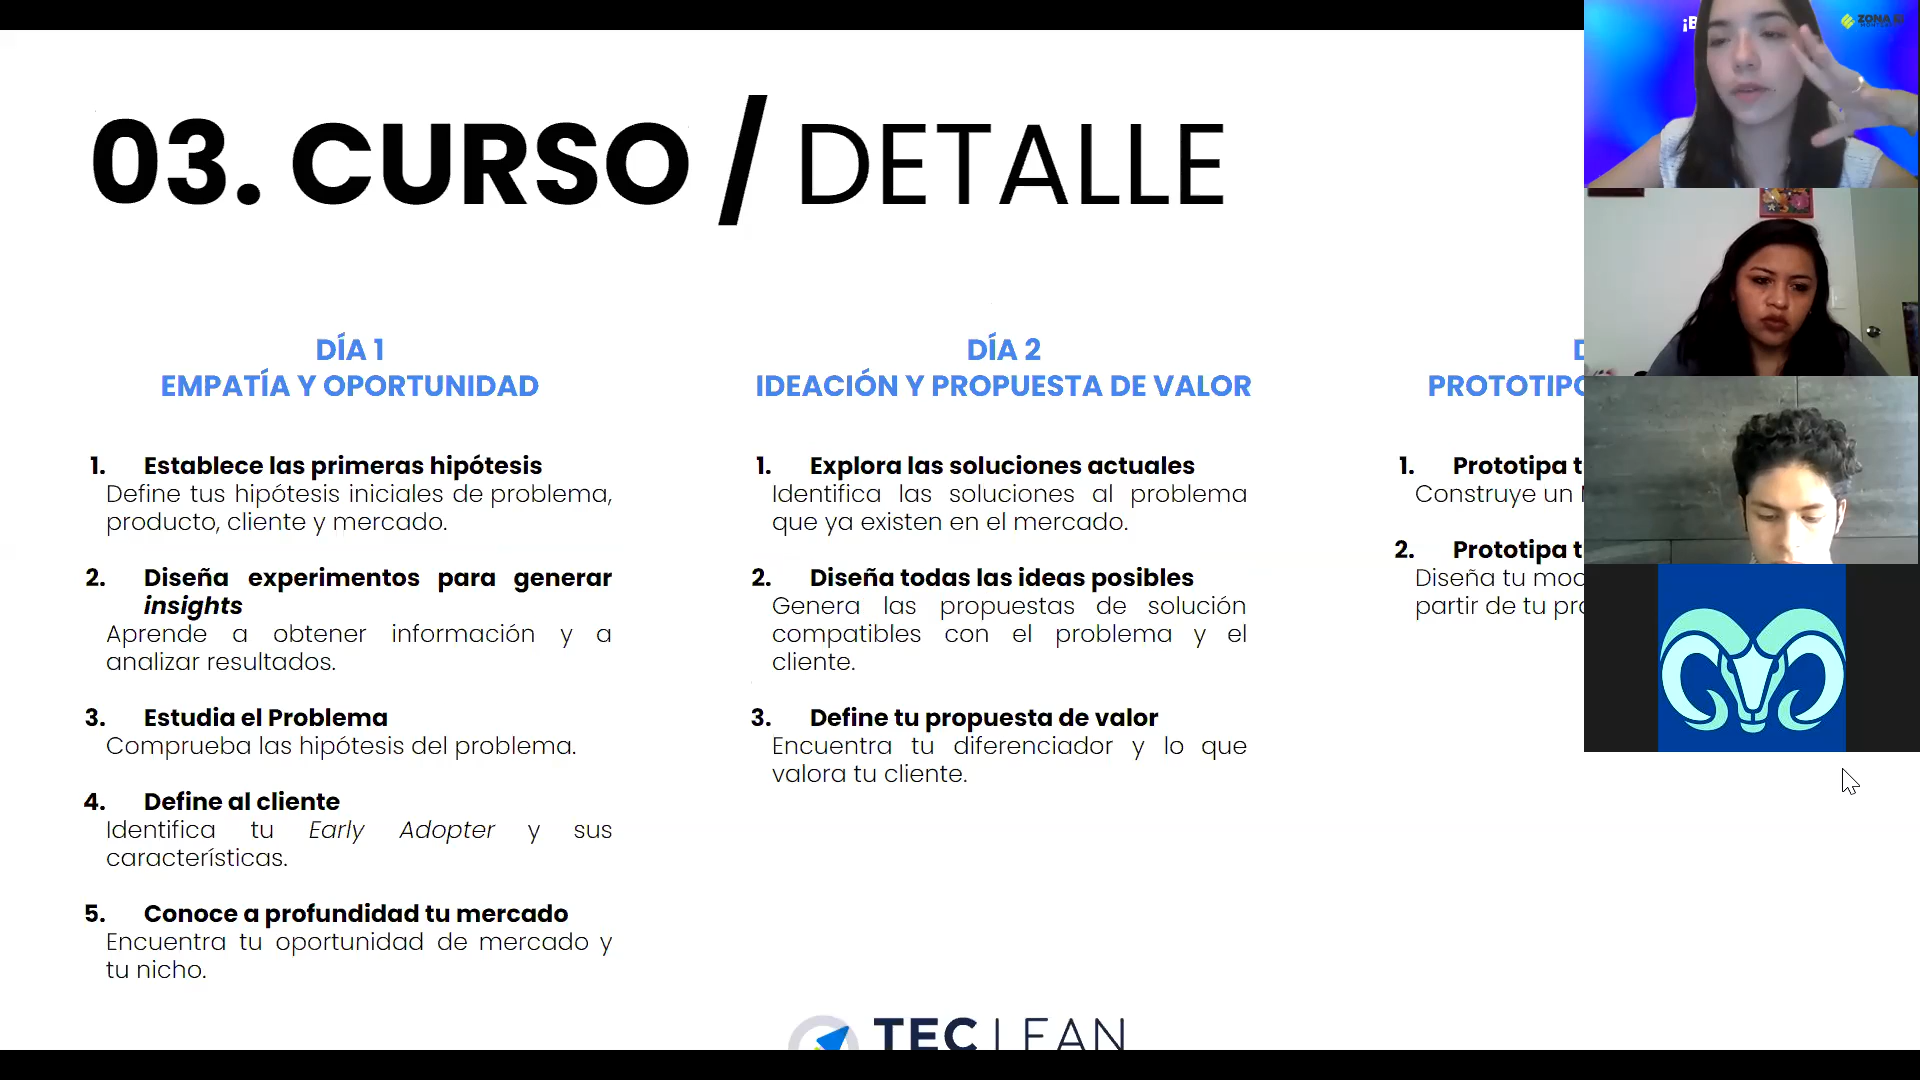 03. CURSO / DETALLE
DÍA 1
EMPATÍA Y OPORTUNIDAD
1. Establece las primeras hipótesis
Define tus hipótesis iniciales de problema,
producto, cliente y mercado.
2. Diseña experimentos para generar
insights
Aprende a obtener información y a
analizar resultados.
3. Estudia el Problema
Comprueba las hipótesis del problema.
4. Define al cliente
Identifica tu Early Adopter y sus
características.
5. Conoce a profundidad tu mercado
Encuentra tu oportunidad de mercado y
tu nicho.
DÍA 2
IDEACIÓN Y PROPUESTA DE VALOR
1. Explora las soluciones actuales
Identifica las soluciones al problema
que ya existen en el mercado.
2. Diseña todas las ideas posibles
Genera las propuestas de solución
compatibles con el problema y el
cliente.
3. Define tu propuesta de valor
Encuentra tu diferenciador y lo que
valora tu cliente.
PROTOTIPO
1. Prototipa
Construye un
2. Prototipa
Diseña tu
partir de tu
TEC | LEAN
ZONA